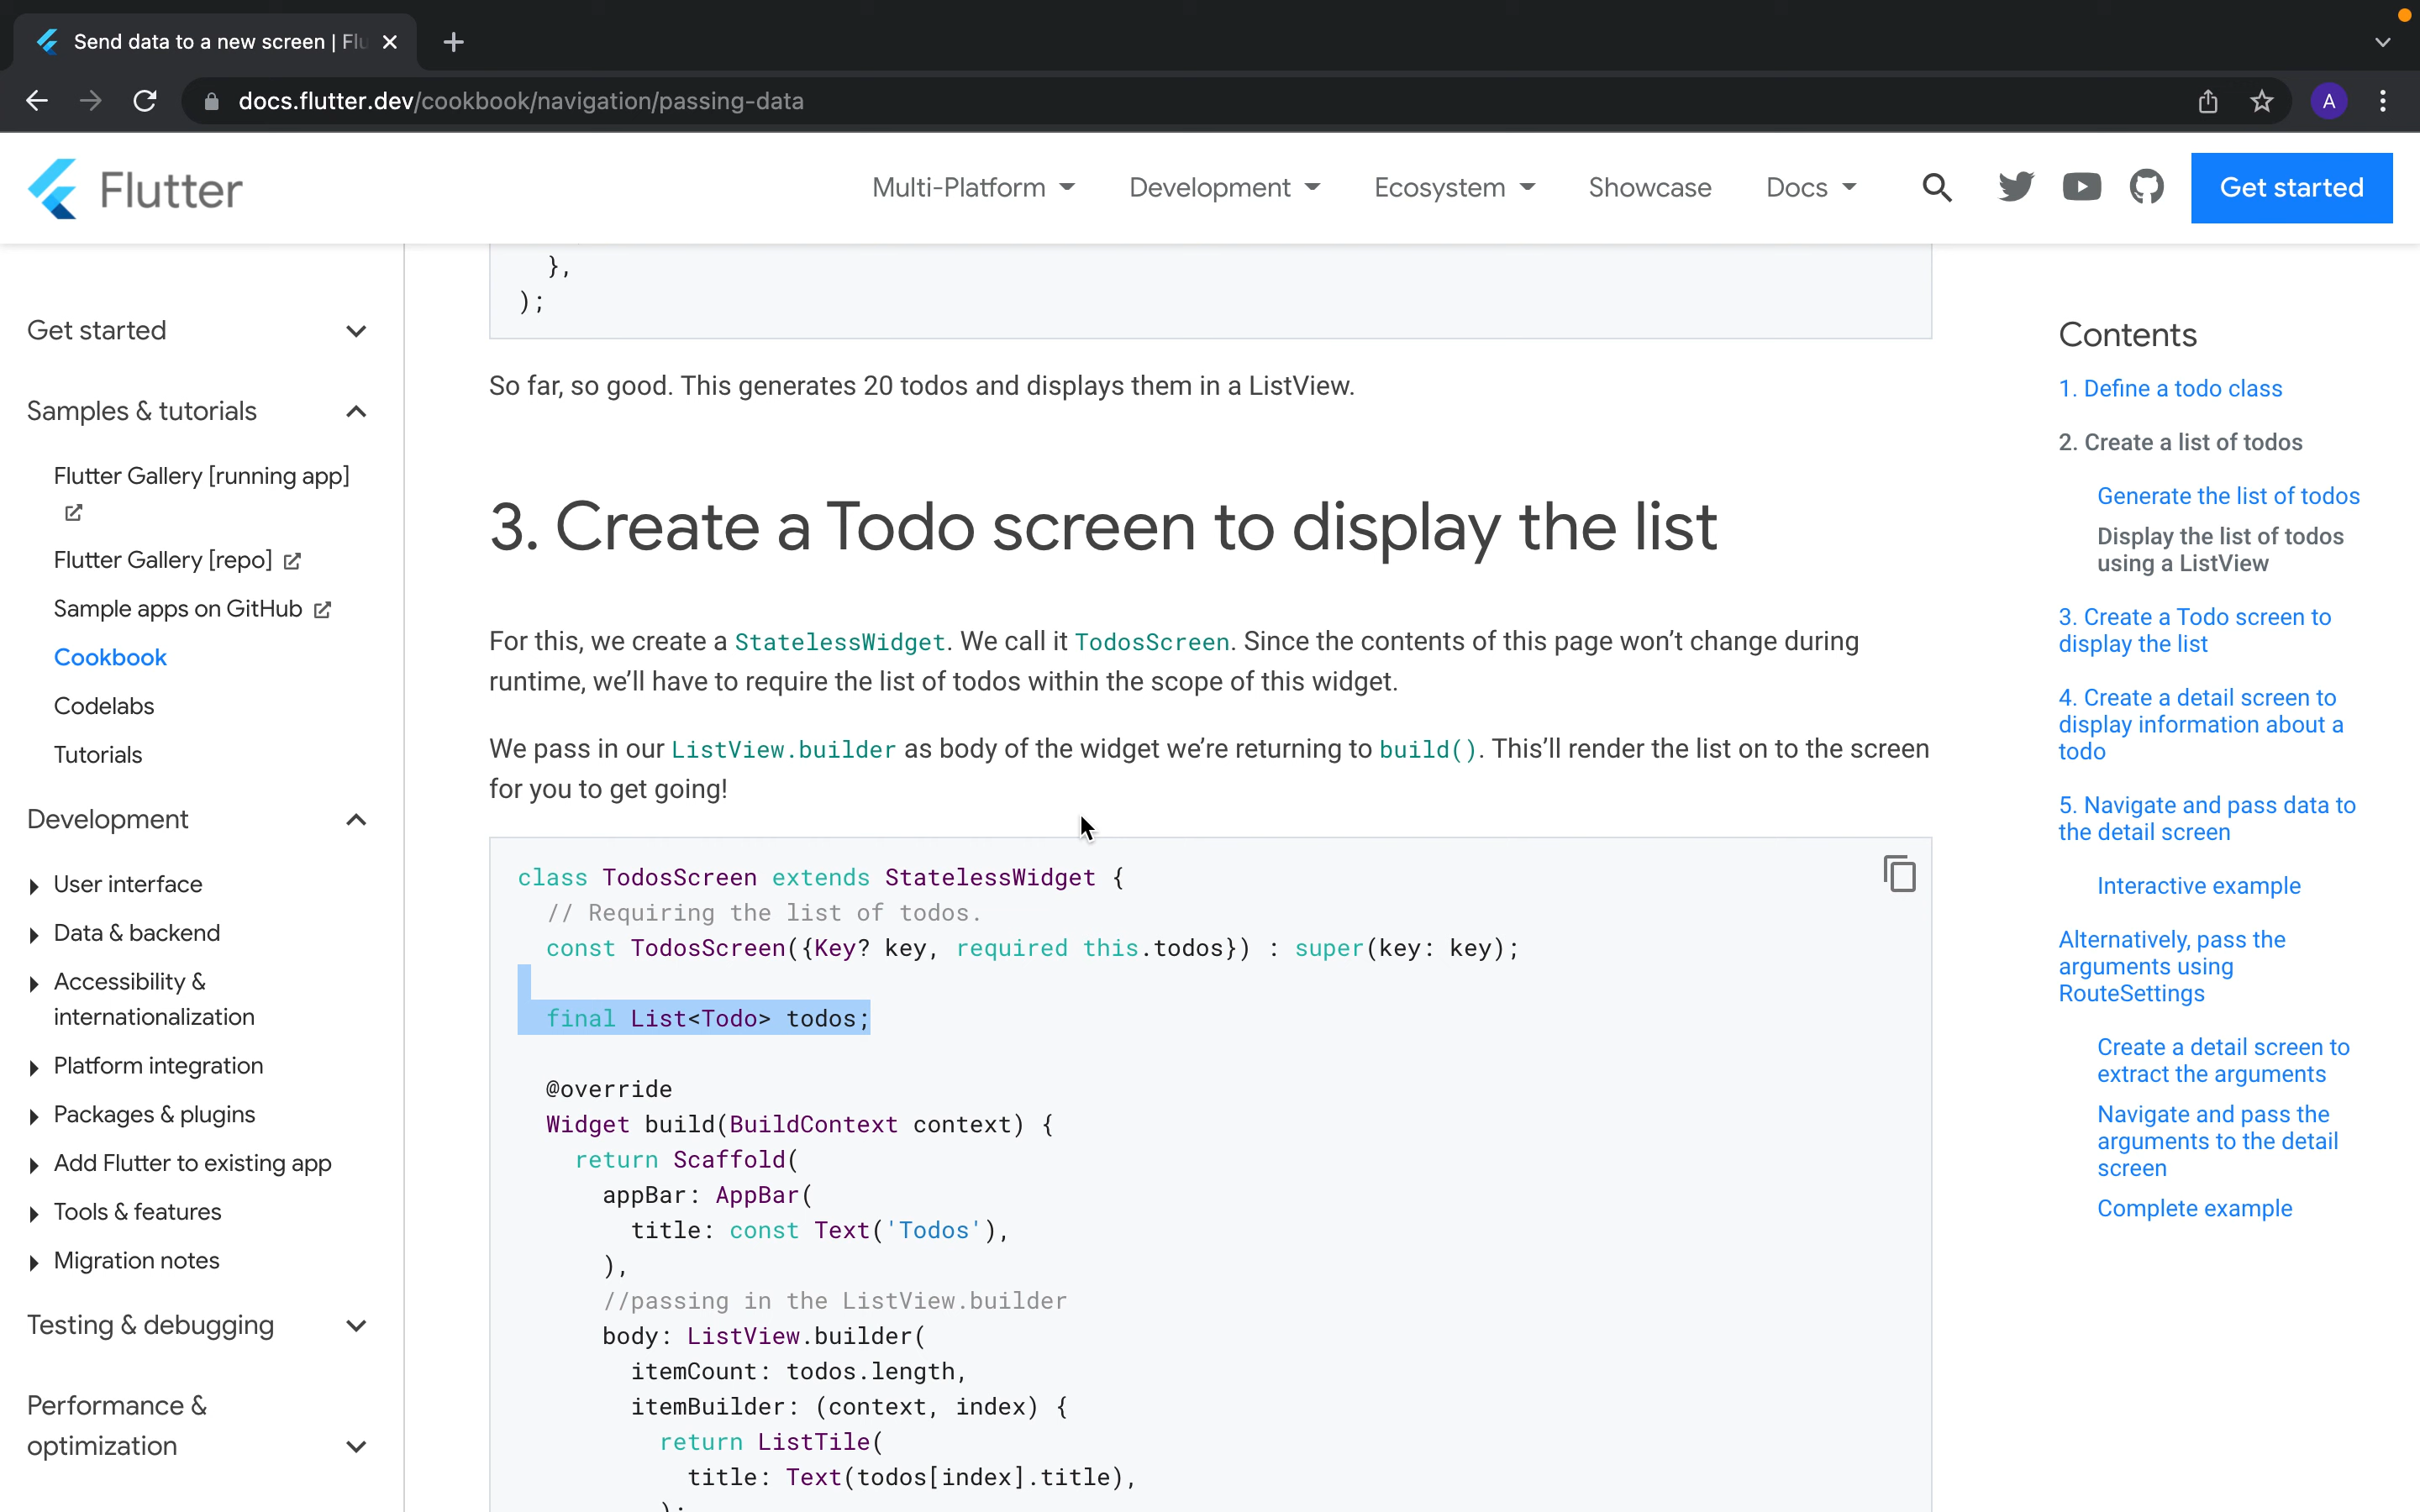 Send data to a new screen | Flu
docs.flutter.dev/cookbook/navigation/passing-data
A
Flutter
Multi-Platform
Development
Ecosystem
Showcase
Docs
Get started
Get started
Samples & tutorials
Flutter Gallery [running app]
Flutter Gallery [repo]
Sample apps on GitHub
Cookbook
Codelabs
Tutorials
Development
User interface
Data & backend
Accessibility &
internationalization
Platform integration
Packages & plugins
Add Flutter to existing app
Tools & features
Migration notes
Testing & debugging
Performance &
optimization
},
);
So far, so good. This generates 20 todos and displays them in a ListView.
3. Create a Todo screen to display the list
For this, we create a StatelessWidget. We call it TodosScreen. Since the contents of this page won’t change during
runtime, we’ll have to require the list of todos within the scope of this widget.
We pass in our ListView.builder as body of the widget we’re returning to build(). This’ll render the list on to the screen
for you to get going!
class TodosScreen extends StatelessWidget {
// Requiring the list of todos.
const TodosScreen({Key? key, required this.todos}) : super(key: key);
final List<Todo> todos;
@override
Widget build(BuildContext context) {
return Scaffold(
appBar: AppBar(
title: const Text('Todos'),
),
//passing in the ListView.builder
body: ListView.builder(
itemCount: todos.length,
itemBuilder: (context, index) {
return ListTile(
title: Text(todos[index].title),
);
Contents
1. Define a todo class
2. Create a list of todos
Generate the list of todos
Display the list of todos
using a ListView
3. Create a Todo screen to
display the list
4. Create a detail screen to
display information about a
todo
5. Navigate and pass data to
the detail screen
Interactive example
Alternatively, pass the
arguments using
RouteSettings
Create a detail screen to
extract the arguments
Navigate and pass the
arguments to the detail
screen
Complete example